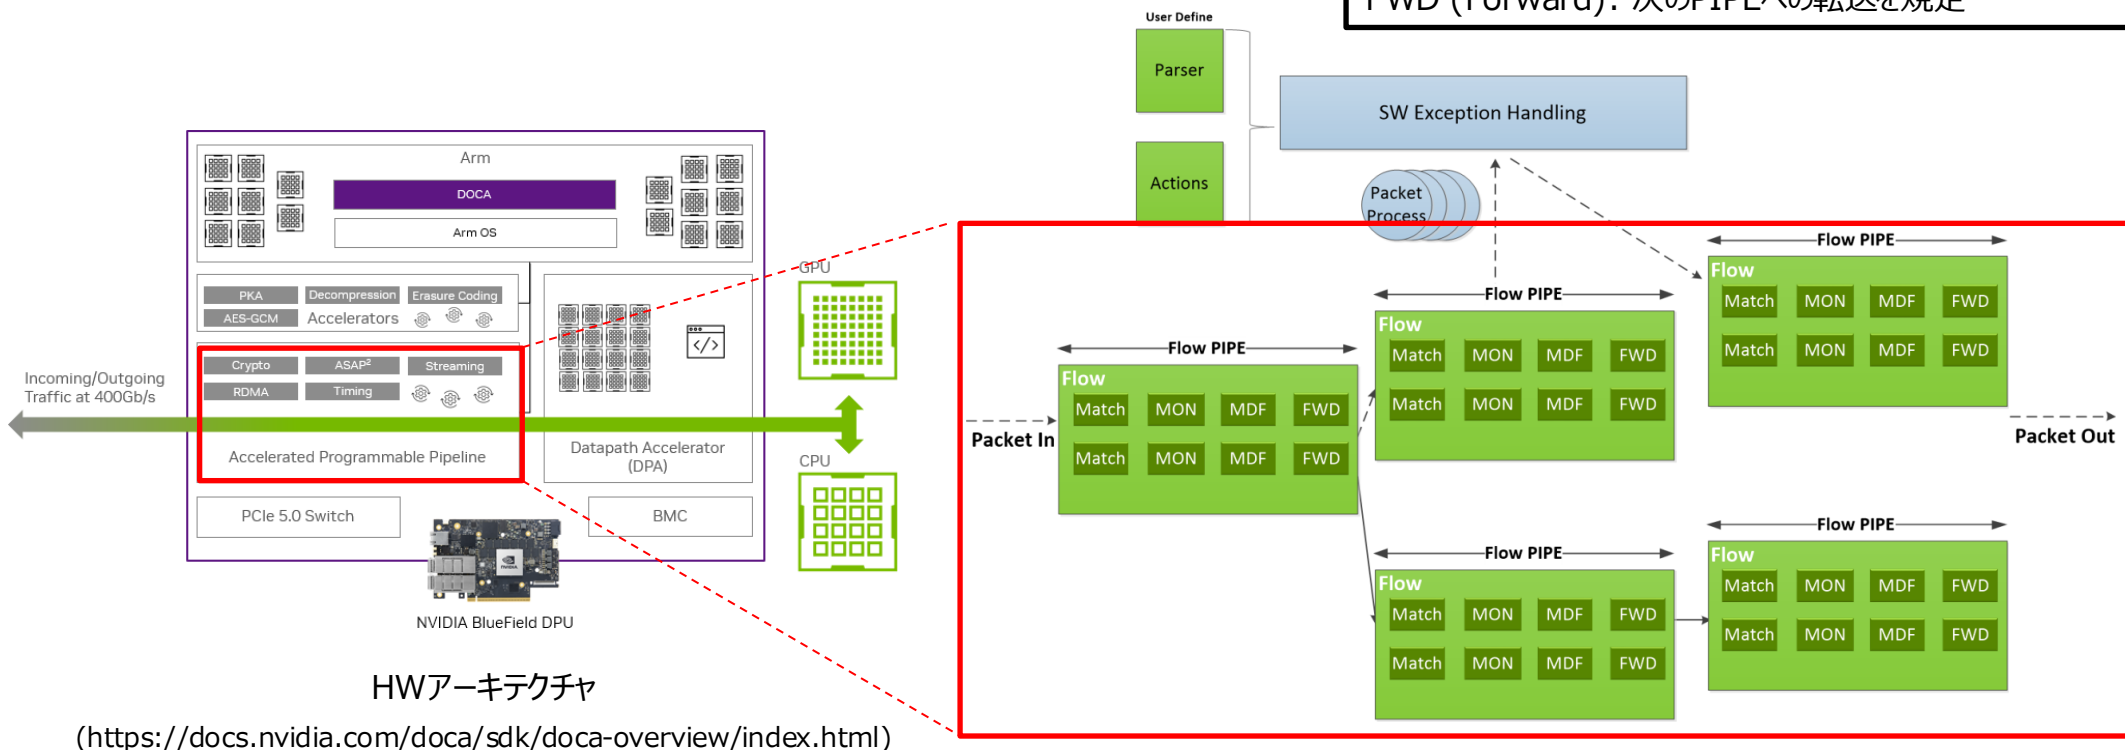 FWD (Forward): 次のPIPEへの転送を規定
User Define
Parser
Actions
SW Exception Handling
Packet
Process
Arm
DOCA
Arm OS
PKA
Decompression
Erasure Coding
AES-GCM
Accelerators
Crypto
ASAP²
Streaming
RDMA
Timing
Accelerated Programmable Pipeline
Incoming/Outgoing
Traffic at 400Gb/s
</>
Datapath Accelerator
(DPA)
GPU
CPU
PCIe 5.0 Switch
BMC
NVIDIA
NVIDIA BlueField DPU
HWアーキテクチャ
(https://docs.nvidia.com/doca/sdk/doca-overview/index.html)
Packet In
Flow PIPE
Flow
Match MON MDF FWD
Match MON MDF FWD
Flow PIPE
Flow
Match MON MDF FWD
Match MON MDF FWD
Flow PIPE
Flow
Match MON MDF FWD
Match MON MDF FWD
Packet Out
Flow PIPE
Flow
Match MON MDF FWD
Match MON MDF FWD
Flow PIPE
Flow
Match MON MDF FWD
Match MON MDF FWD